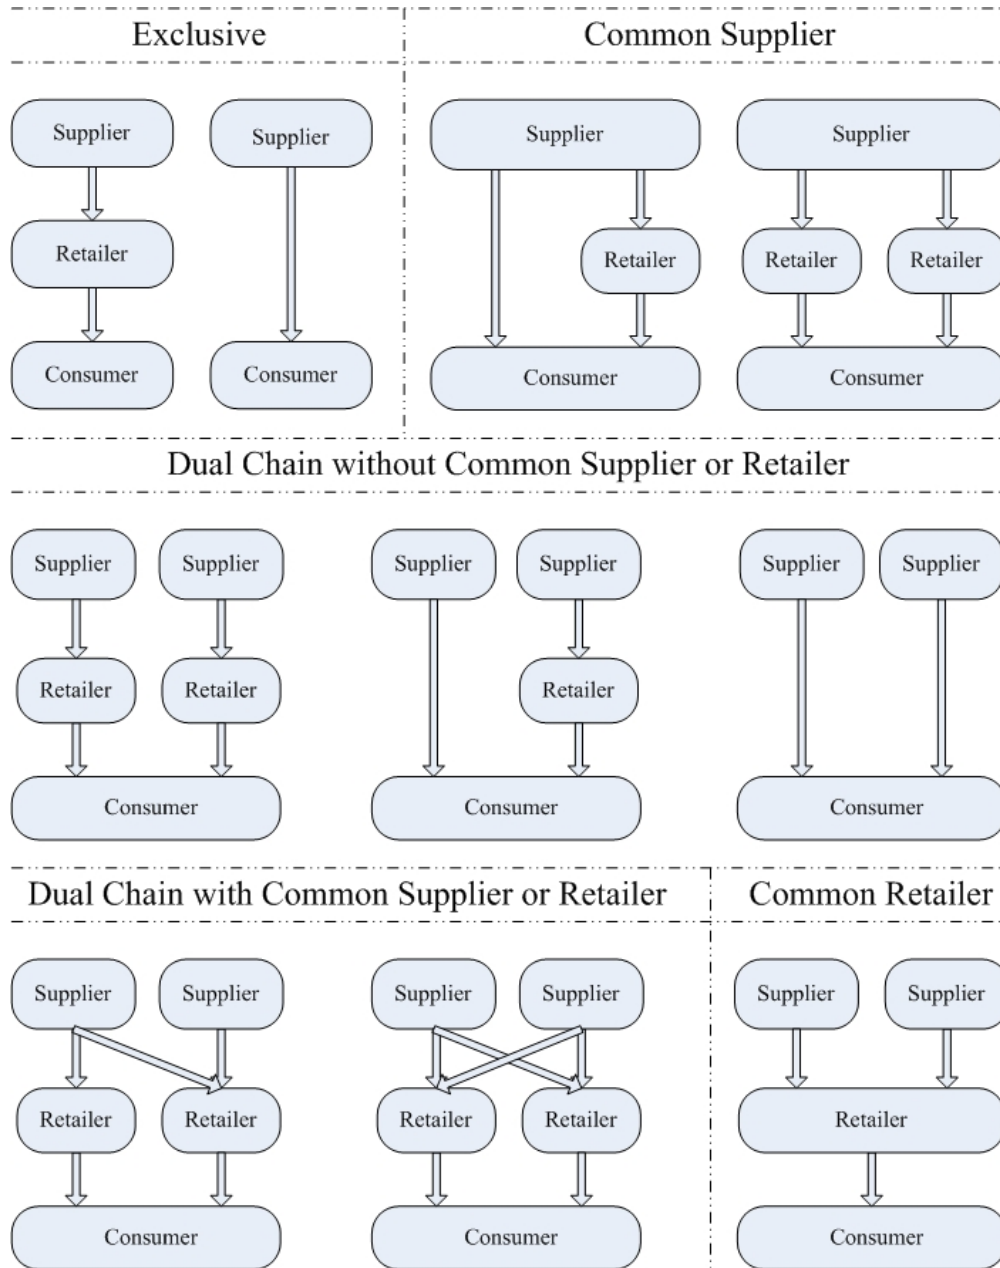 Exclusive
Common Supplier
Supplier
Supplier
Supplier
Supplier
Retailer
Retailer
Retailer
Retailer
Consumer
Consumer
Consumer
Consumer
Dual Chain without Common Supplier or Retailer
Supplier
Supplier
Supplier
Supplier
Supplier
Supplier
Retailer
Retailer
Retailer
Consumer
Consumer
Consumer
Dual Chain with Common Supplier or Retailer
Common Retailer
Supplier
Supplier
Supplier
Supplier
Supplier
Supplier
Retailer
Retailer
Retailer
Retailer
Retailer
Consumer
Consumer
Consumer